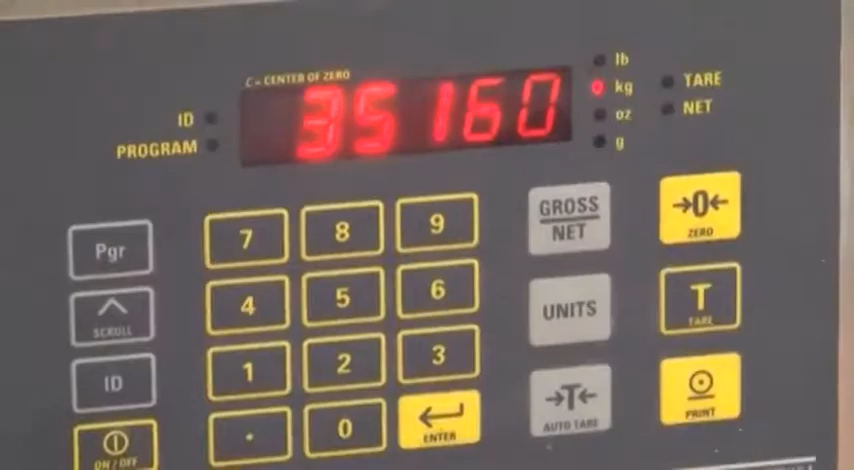 C = CENTER OF ZERO
35160
lb
kg
oz
g
TARE
NET
ID
PROGRAM
Pgr
7
8
9
GROSS
NET
→0←
ZERO
SCROLL
4
5
6
UNITS
T
TARE
ID
1
2
3
→T←
AUTO TARE
PRINT
ON / OFF
.
0
ENTER